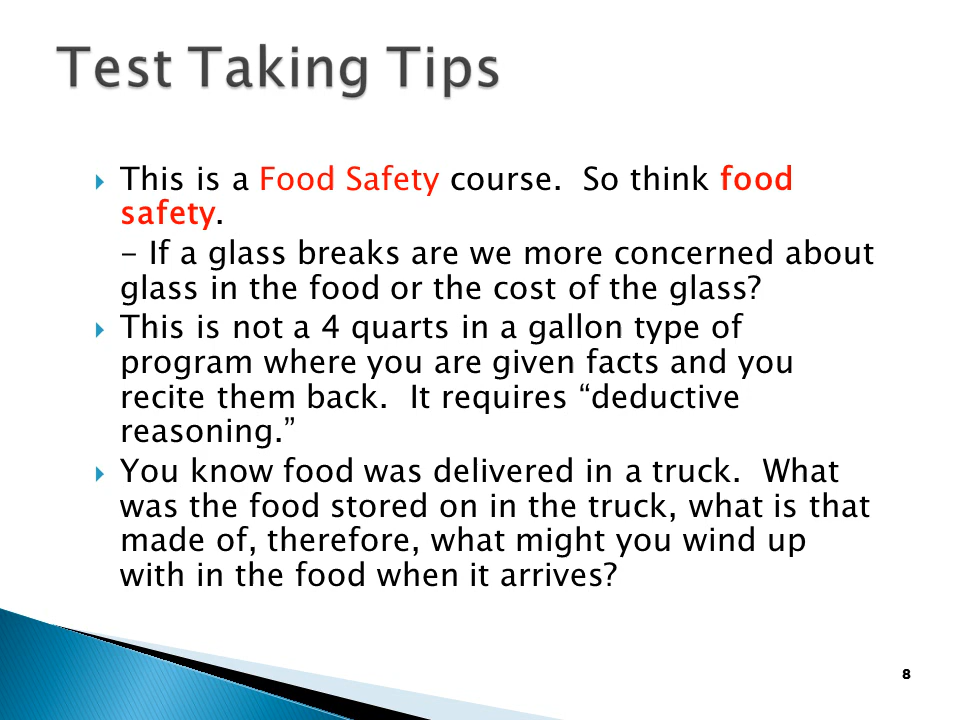 Test Taking Tips
This is a Food Safety course.  So think food
safety.
- If a glass breaks are we more concerned about
glass in the food or the cost of the glass?
This is not a 4 quarts in a gallon type of
program where you are given facts and you
recite them back.  It requires “deductive
reasoning.”
You know food was delivered in a truck.  What
was the food stored on in the truck, what is that
made of, therefore, what might you wind up
with in the food when it arrives?
8